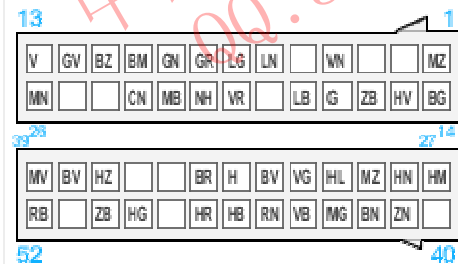 13 1
V GV BZ BM GN GR LG LN WN MZ
MN CN MB NH VR LB G ZB HV BG
39 26 27 14
MV BV HZ BR H BV VG HL MZ HN HM
RB ZB HG HR HB RN VB MG BN ZN
52 40
QQ.